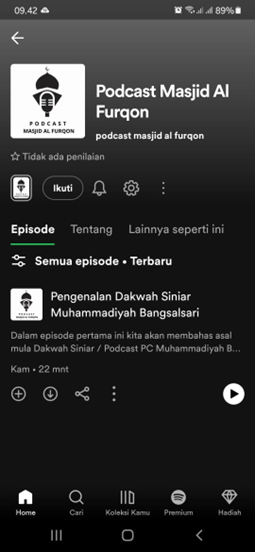 09.42
89%
PODCAST
MASJID AL FURQON
Podcast Masjid Al
Furqon
podcast masjid al furqon
Tidak ada penilaian
Ikuti
Episode Tentang Lainnya seperti ini
Semua episode • Terbaru
Pengenalan Dakwah Siniar
Muhammadiyah Bangsalsari
Dalam episode pertama ini kita akan membahas asal
mula Dakwah Siniar / Podcast PC Muhammadiyah B...
Kam • 22 mnt
Home Cari Koleksi Kamu Premium Hadiah